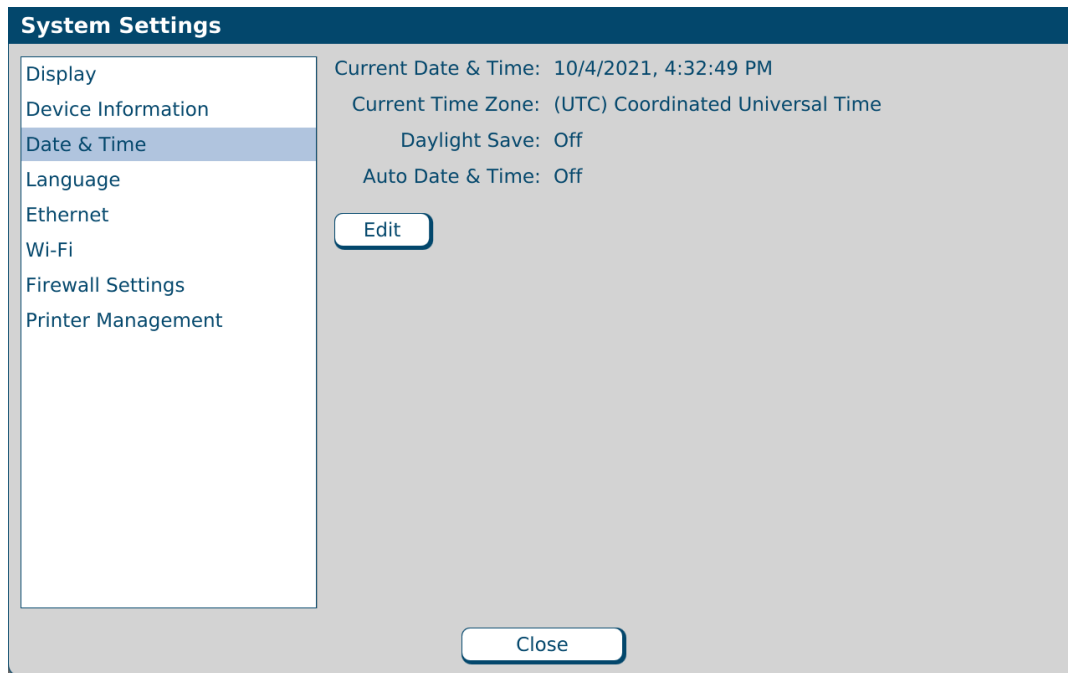 System Settings
Display
Device Information
Date & Time
Language
Ethernet
Wi-Fi
Firewall Settings
Printer Management
Current Date & Time: 10/4/2021, 4:32:49 PM
Current Time Zone: (UTC) Coordinated Universal Time
Daylight Save: Off
Auto Date & Time: Off
Edit
Close